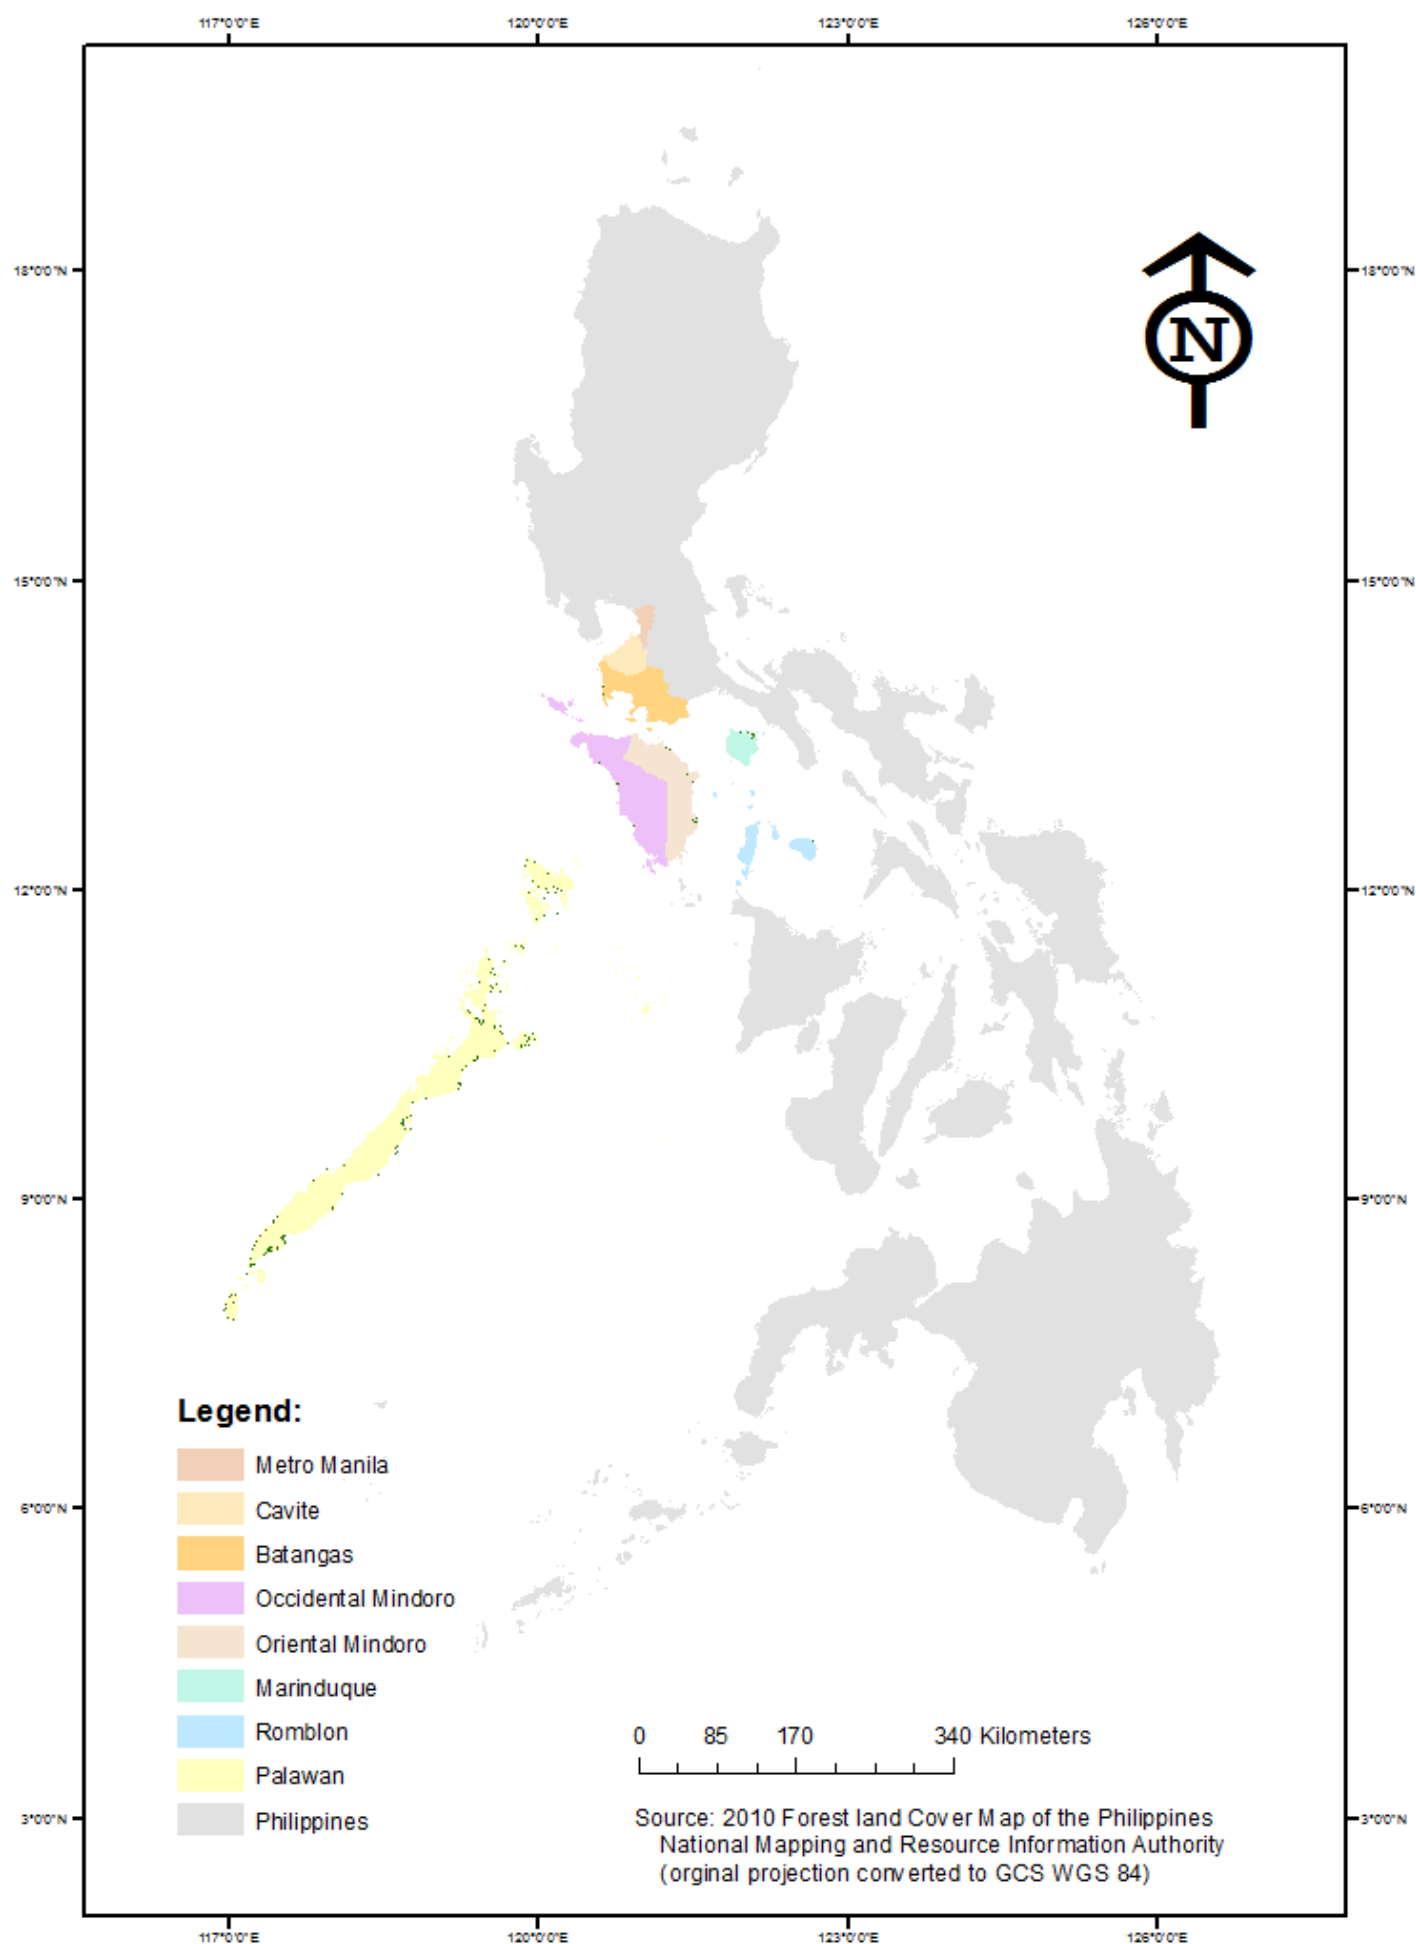 117°0'0"E 120°0'0"E 123°0'0"E 126°0'0"E
18°0'0"N 18°0'0"N
N
15°0'0"N 15°0'0"N
12°0'0"N 12°0'0"N
9°0'0"N 9°0'0"N
Legend:
Metro Manila
Cavite
6°0'0"N 6°0'0"N
Batangas
Occidental Mindoro
Oriental Mindoro
Marinduque
Romblon
Palawan
Philippines
0 85 170 340 Kilometers
3°0'0"N 3°0'0"N
Source: 2010 Forest land Cover Map of the Philippines
National Mapping and Resource Information Authority
(orginal projection converted to GCS WGS 84)
117°0'0"E 120°0'0"E 123°0'0"E 126°0'0"E